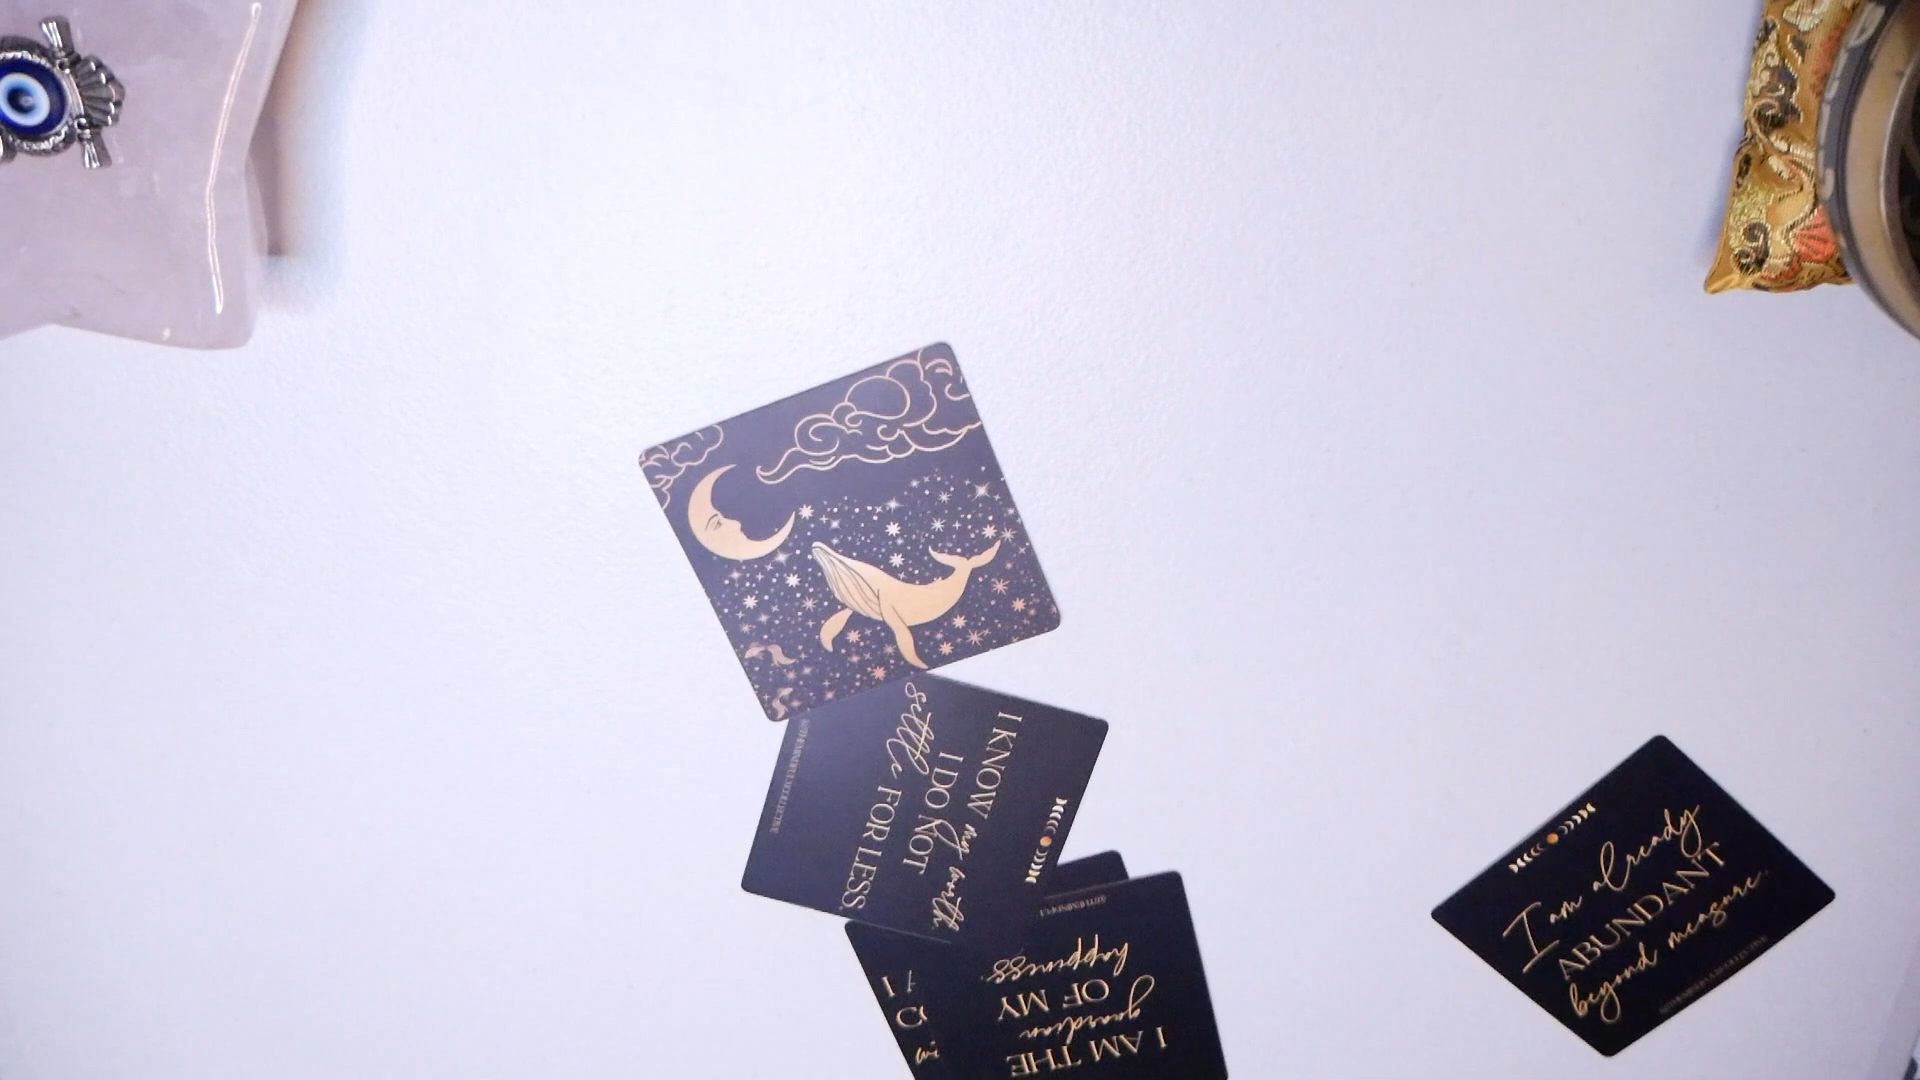 I KNOW my worth.
I DO NOT
settle FOR LESS.
I AM THE
guardian
OF MY
happiness.
I am already
ABUNDANT
beyond measure.